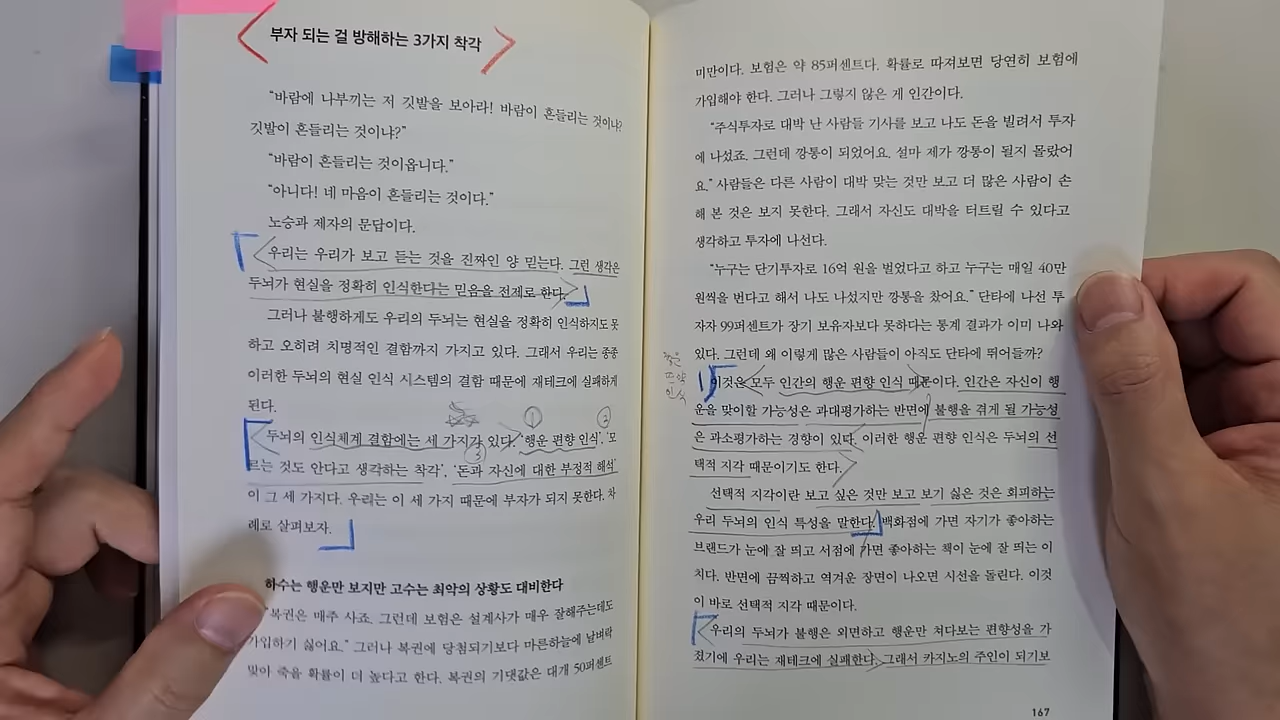 부자 되는 걸 방해하는 3가지 착각
“바람에 나부끼는 저 깃발을 보아라! 바람이 흔들리는 것이냐?
깃발이 흔들리는 것이냐?”
“바람이 흔들리는 것이옵니다.”
“아니다! 네 마음이 흔들리는 것이다.”
노승과 제자의 문답이다.
우리는 우리가 보고 듣는 것을 진짜인 양 믿는다. 그런 생각은
두뇌가 현실을 정확히 인식한다는 믿음을 전제로 한다.
그러나 불행하게도 우리의 두뇌는 현실을 정확히 인식하지도 못
하고 오히려 치명적인 결함까지 가지고 있다. 그래서 우리는 종종
이러한 두뇌의 현실 인식 시스템의 결함 때문에 재테크에 실패하게
된다.
① ②
두뇌의 인식체계 결함에는 세 가지가 있다. ‘행운 편향 인식’, ‘모
③
르는 것도 안다고 생각하는 착각’, ‘돈과 자신에 대한 부정적 해석’
이 그 세 가지다. 우리는 이 세 가지 때문에 부자가 되지 못한다. 차
례로 살펴보자.
하수는 행운만 보지만 고수는 최악의 상황도 대비한다
“복권은 매주 사죠. 그런데 보험은 설계사가 매우 잘해주는데도
가입하기 싫어요.” 그러나 복권에 당첨되기보다 마른하늘에 날벼락
맞아 죽을 확률이 더 높다고 한다. 복권의 기댓값은 대개 50퍼센트
미만이다. 보험은 약 85퍼센트다. 확률로 따져보면 당연히 보험에
가입해야 한다. 그러나 그렇지 않은 게 인간이다.
“주식투자로 대박 난 사람들 기사를 보고 나도 돈을 빌려서 투자
에 나섰죠. 그런데 깡통이 되었어요. 설마 제가 깡통이 될지 몰랐어
요.” 사람들은 다른 사람이 대박 맞는 것만 보고 더 많은 사람이 손
해 본 것은 보지 못한다. 그래서 자신도 대박을 터트릴 수 있다고
생각하고 투자에 나선다.
“누구는 단기투자로 16억 원을 벌었다고 하고 누구는 매일 40만
원씩을 번다고 해서 나도 나섰지만 깡통을 찼어요.” 단타에 나선 투
자자 99퍼센트가 장기 보유자보다 못하다는 통계 결과가 이미 나와
있다. 그런데 왜 이렇게 많은 사람들이 아직도 단타에 뛰어들까?
인식
1) 이것은 모두 인간의 행운 편향 인식 때문이다. 인간은 자신이 행
운을 맞이할 가능성은 과대평가하는 반면에 불행을 겪게 될 가능성
은 과소평가하는 경향이 있다. 이러한 행운 편향 인식은 두뇌의 선
택적 지각 때문이기도 한다.
선택적 지각이란 보고 싶은 것만 보고 보기 싫은 것은 회피하는
우리 두뇌의 인식 특성을 말한다. 백화점에 가면 자기가 좋아하는
브랜드가 눈에 잘 띄고 서점에 가면 좋아하는 책이 눈에 잘 띄는 이
치다. 반면에 끔찍하고 역겨운 장면이 나오면 시선을 돌린다. 이것
이 바로 선택적 지각 때문이다.
우리의 두뇌가 불행은 외면하고 행운만 쳐다보는 편향성을 가
졌기에 우리는 재테크에 실패한다. 그래서 카지노의 주인이 되기보
167